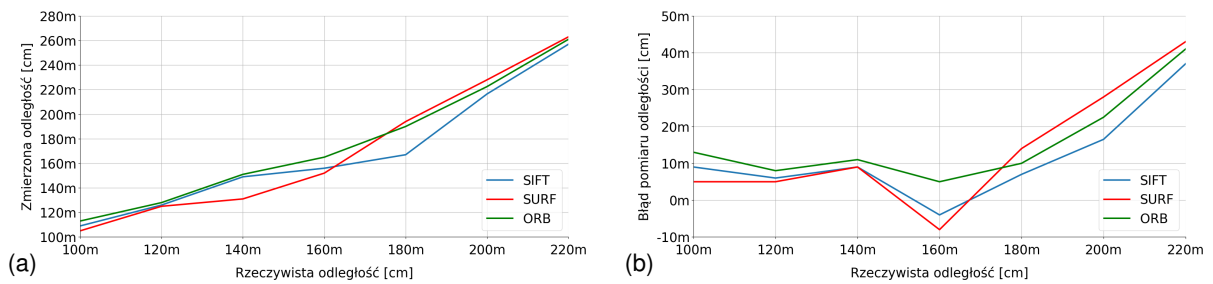 280m
260m
240m
220m
200m
180m
160m
140m
120m
100m
Zmierzona odległość [cm]
100m 120m 140m 160m 180m 200m 220m
Rzeczywista odległość [cm]
SIFT
SURF
ORB
(a)
50m
40m
30m
20m
10m
0m
-10m
Błąd pomiaru odległości [cm]
100m 120m 140m 160m 180m 200m 220m
Rzeczywista odległość [cm]
SIFT
SURF
ORB
(b)